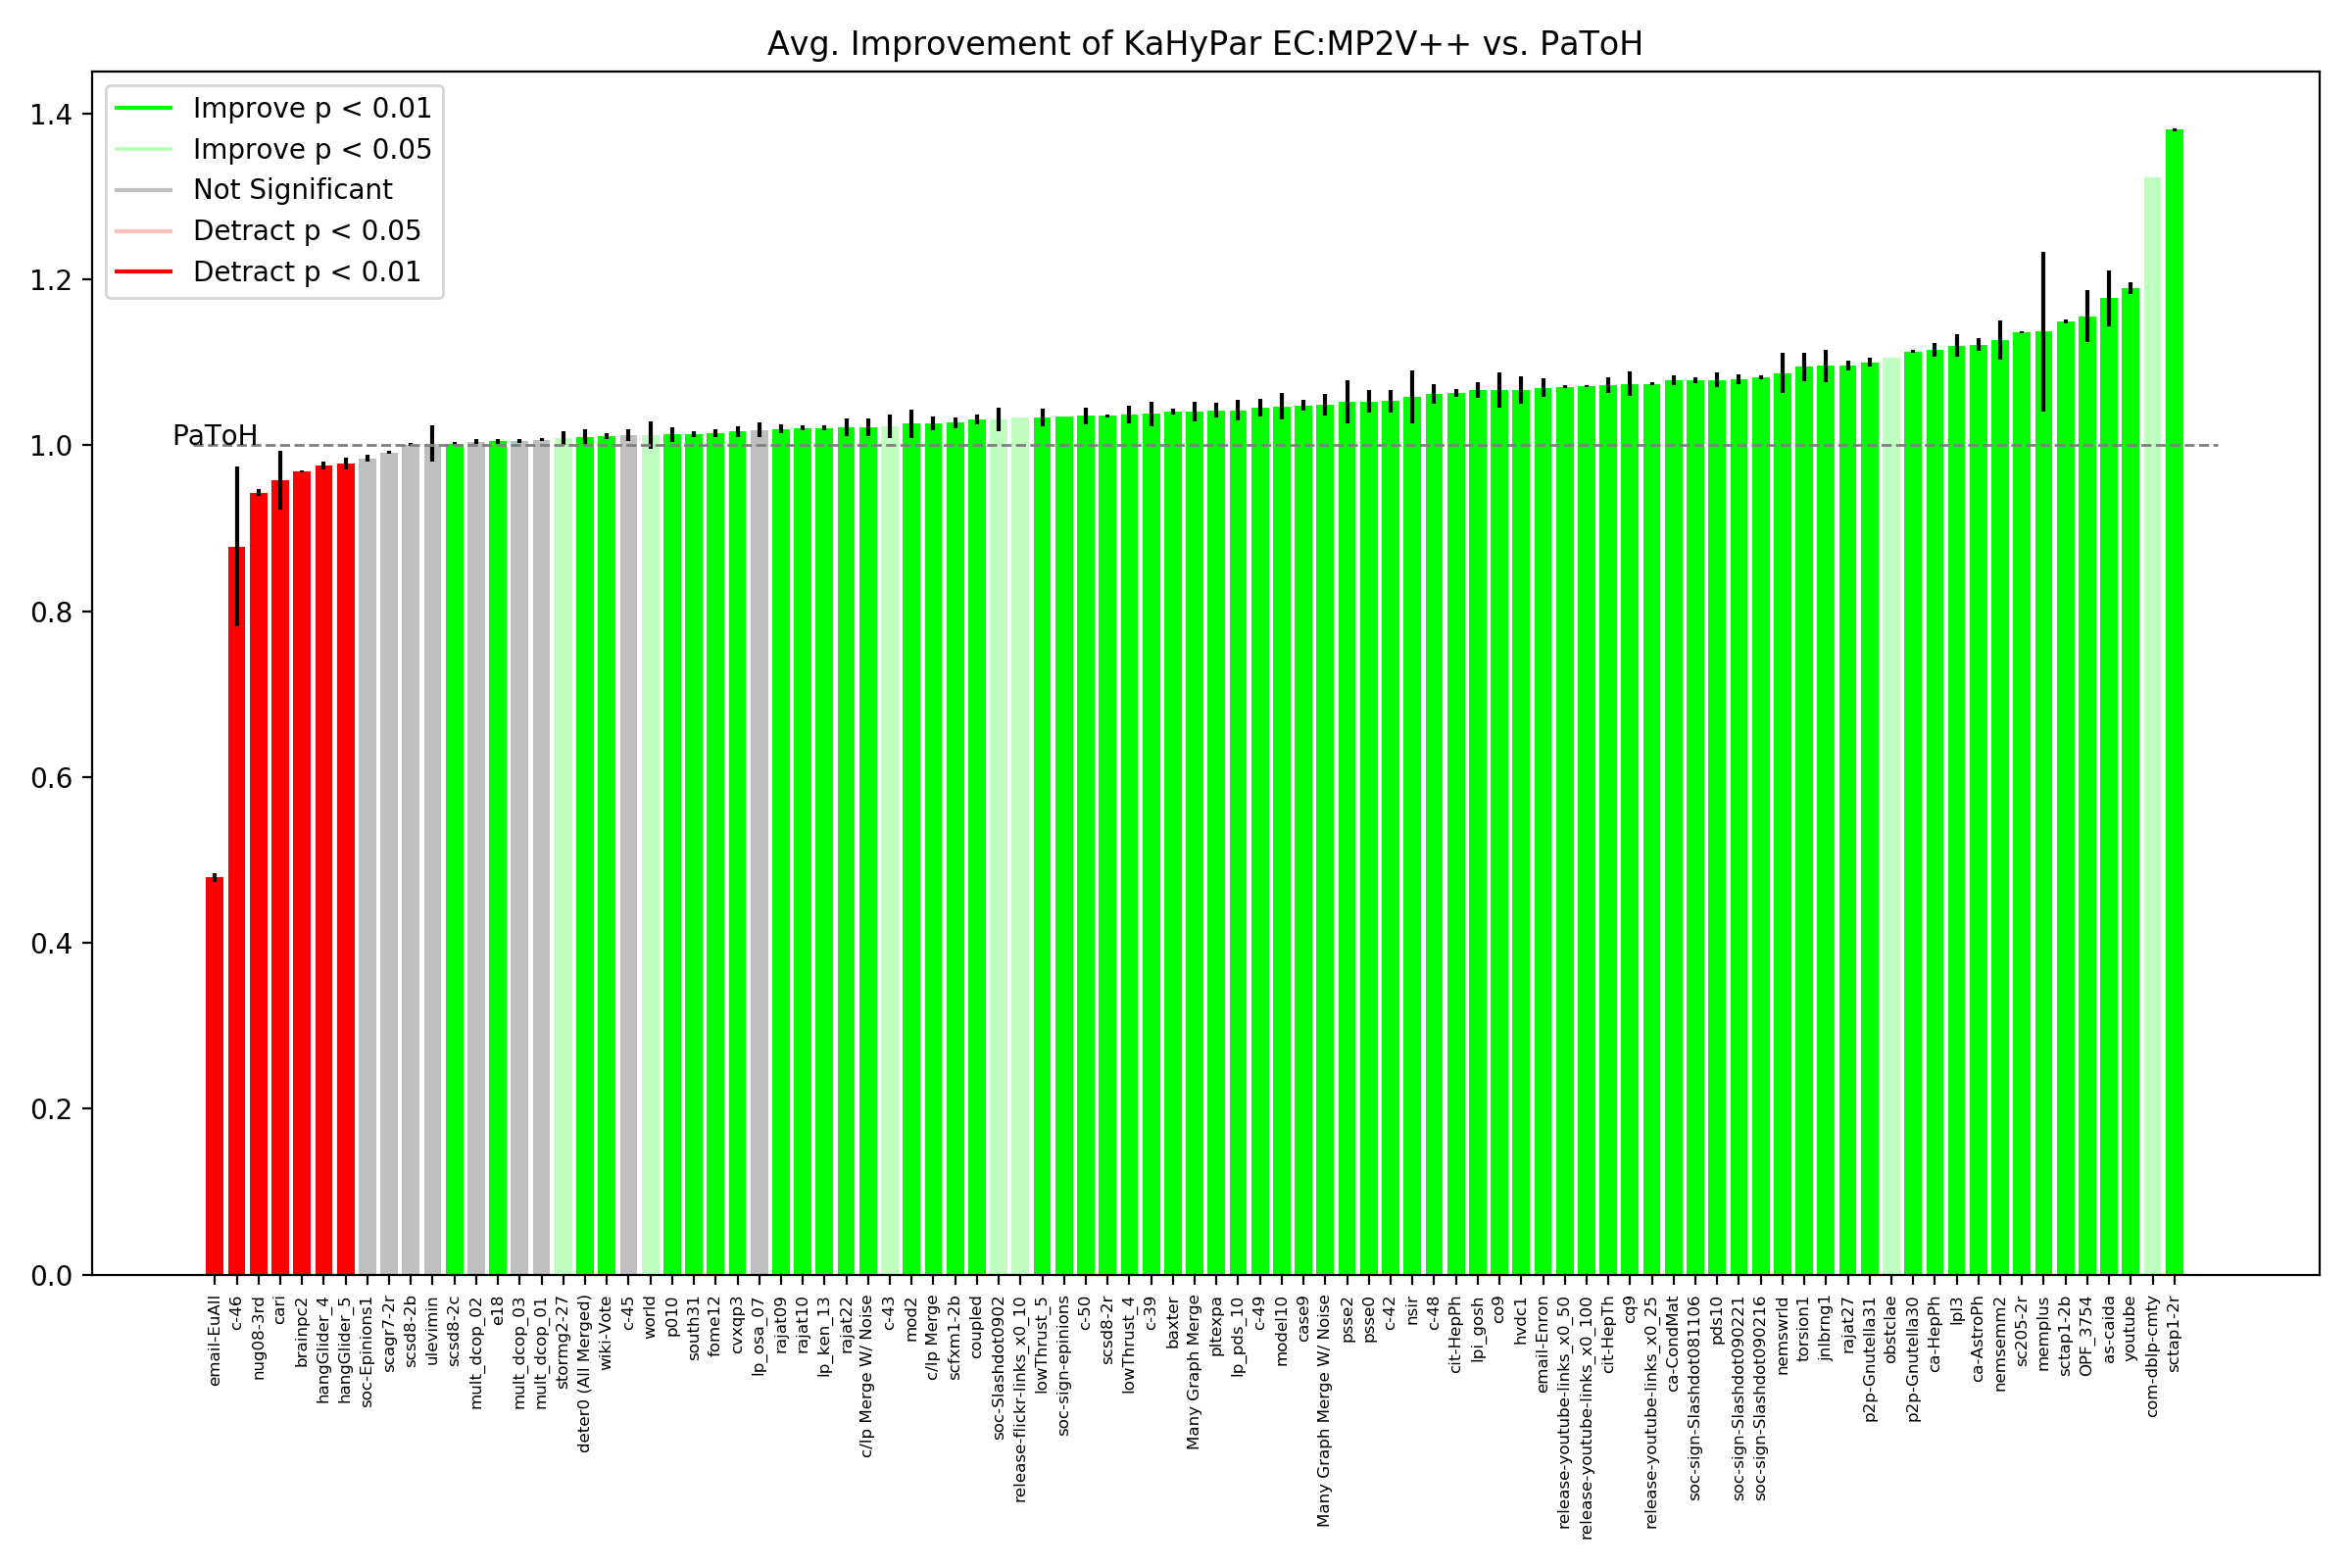 Avg. Improvement of KaHyPar EC:MP2V++ vs. PaToH
Improve p < 0.01
Improve p < 0.05
Not Significant
Detract p < 0.05
Detract p < 0.01
1.4
1.2
1.0
0.8
0.6
0.4
0.2
0.0
PaToH
email-EuAll
c-46
nug08-3rd
cari
brainpc2
hangGlider_4
hangGlider_5
soc-Epinions1
scagr7-2r
scsd8-2b
ulevimin
scsd8-2c
mult_dcop_02
e18
mult_dcop_03
mult_dcop_01
stormg2-27
deter0 (All Merged)
wiki-Vote
c-45
world
p010
south31
fome12
cvxqp3
lp_osa_07
rajat09
rajat10
lp_ken_13
rajat22
c/lp Merge W/ Noise
c-43
mod2
c/lp Merge
scfxm1-2b
coupled
soc-Slashdot0902
release-flickr-links_x0_10
lowThrust_5
soc-sign-epinions
c-50
scsd8-2r
lowThrust_4
c-39
baxter
Many Graph Merge
pltexpa
lp_pds_10
c-49
model10
case9
Many Graph Merge W/ Noise
psse2
psse0
c-42
nsir
c-48
cit-HepPh
lpi_gosh
co9
hvdc1
email-Enron
release-youtube-links_x0_50
release-youtube-links_x0_100
cit-HepTh
cq9
release-youtube-links_x0_25
ca-CondMat
soc-sign-Slashdot081106
pds10
soc-sign-Slashdot090221
soc-sign-Slashdot090216
nemswrld
torsion1
jnlbrng1
rajat27
p2p-Gnutella31
obstclae
p2p-Gnutella30
ca-HepPh
lpl3
ca-AstroPh
nemsemm2
sc205-2r
memplus
sctap1-2b
OPF_3754
as-caida
youtube
com-dblp-cmty
sctap1-2r